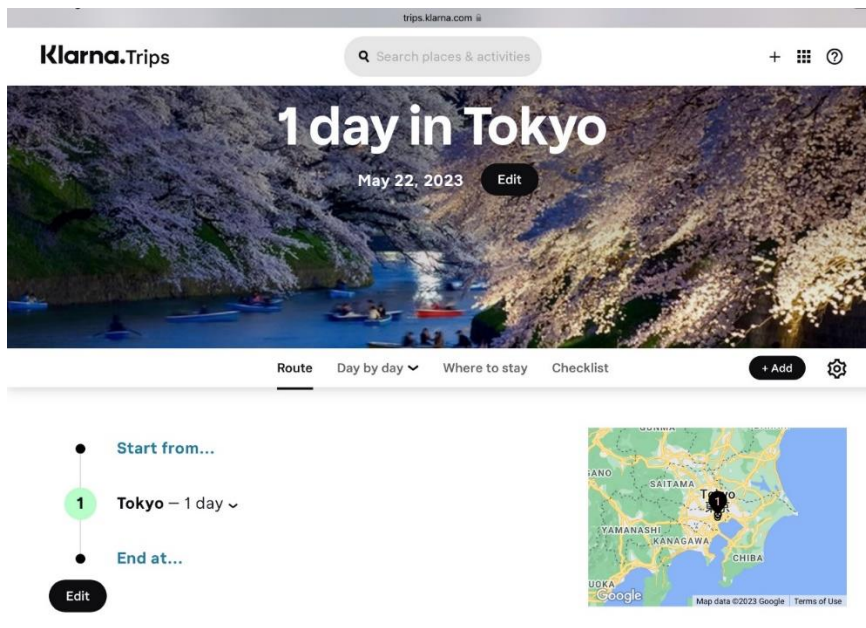 trips.klarna.com
Klarna.Trips
Search places & activities
1 day in Tokyo
May 22, 2023 Edit
Route Day by day Where to stay Checklist + Add
Start from...
1 Tokyo – 1 day
End at...
Edit
SAITAMA
1
YAMANASHI
KANAGAWA
CHIBA
Google Map data ©2023 Google Terms of Use